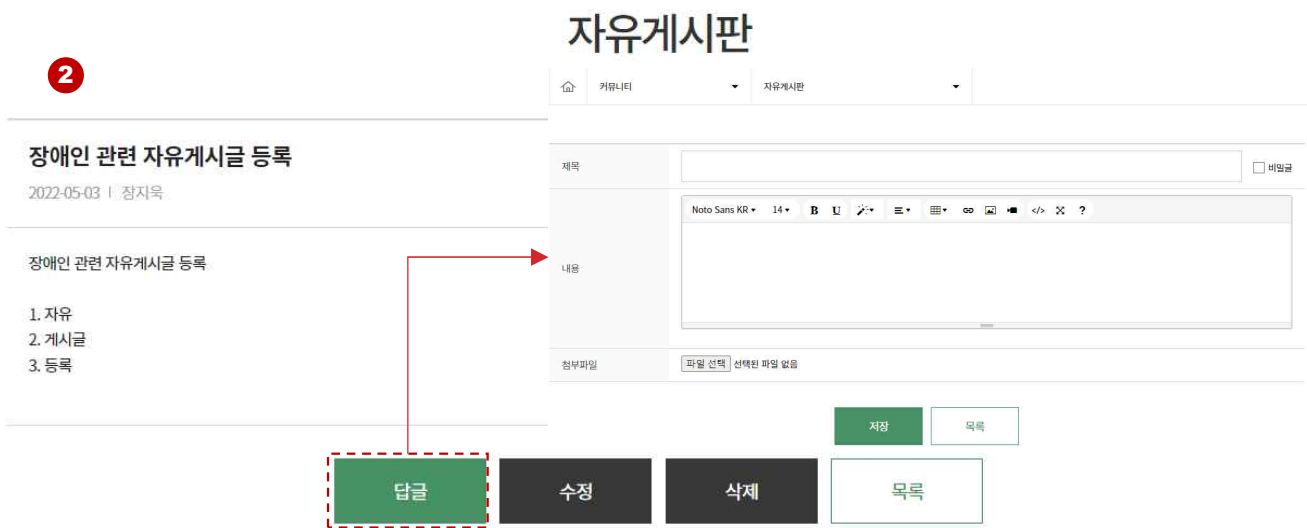 자유게시판
2
커뮤니티
자유게시판
장애인 관련 자유게시글 등록
2022-05-03 | 장지욱
장애인 관련 자유게시글 등록
1. 자유
2. 게시글
3. 등록
제목
비밀글
내용
Noto Sans KR 14 B U </> ?
첨부파일
파일 선택 선택된 파일 없음
저장 목록
답글 수정 삭제 목록